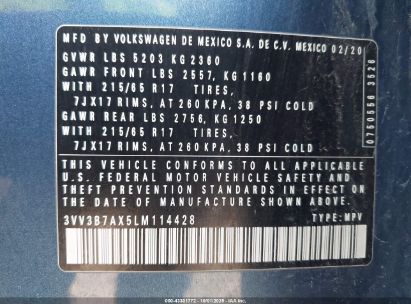 MFD. BY VOLKSWAGEN DE MEXICO S.A. DE C.V. MEXICO 02/20
GVWR LBS 5203 KG 2360
GAWR FRONT LBS 2557, KG 1160
WITH 215/65 R17 TIRES,
7JX17 RIMS, AT 260 KPA, 38 PSI COLD
GAWR REAR LBS 2756, KG 1250
WITH 215/65 R17 TIRES,
7JX17 RIMS, AT 260 KPA, 38 PSI COLD
THIS VEHICLE CONFORMS TO ALL APPLICABLE
U.S. FEDERAL MOTOR VEHICLE SAFETY AND
THEFT PREVENTION STANDARDS IN EFFECT ON
THE DATE OF MANUFACTURE SHOWN ABOVE
3VV3B7AX5LM114428 TYPE: MPV
0750556 3526